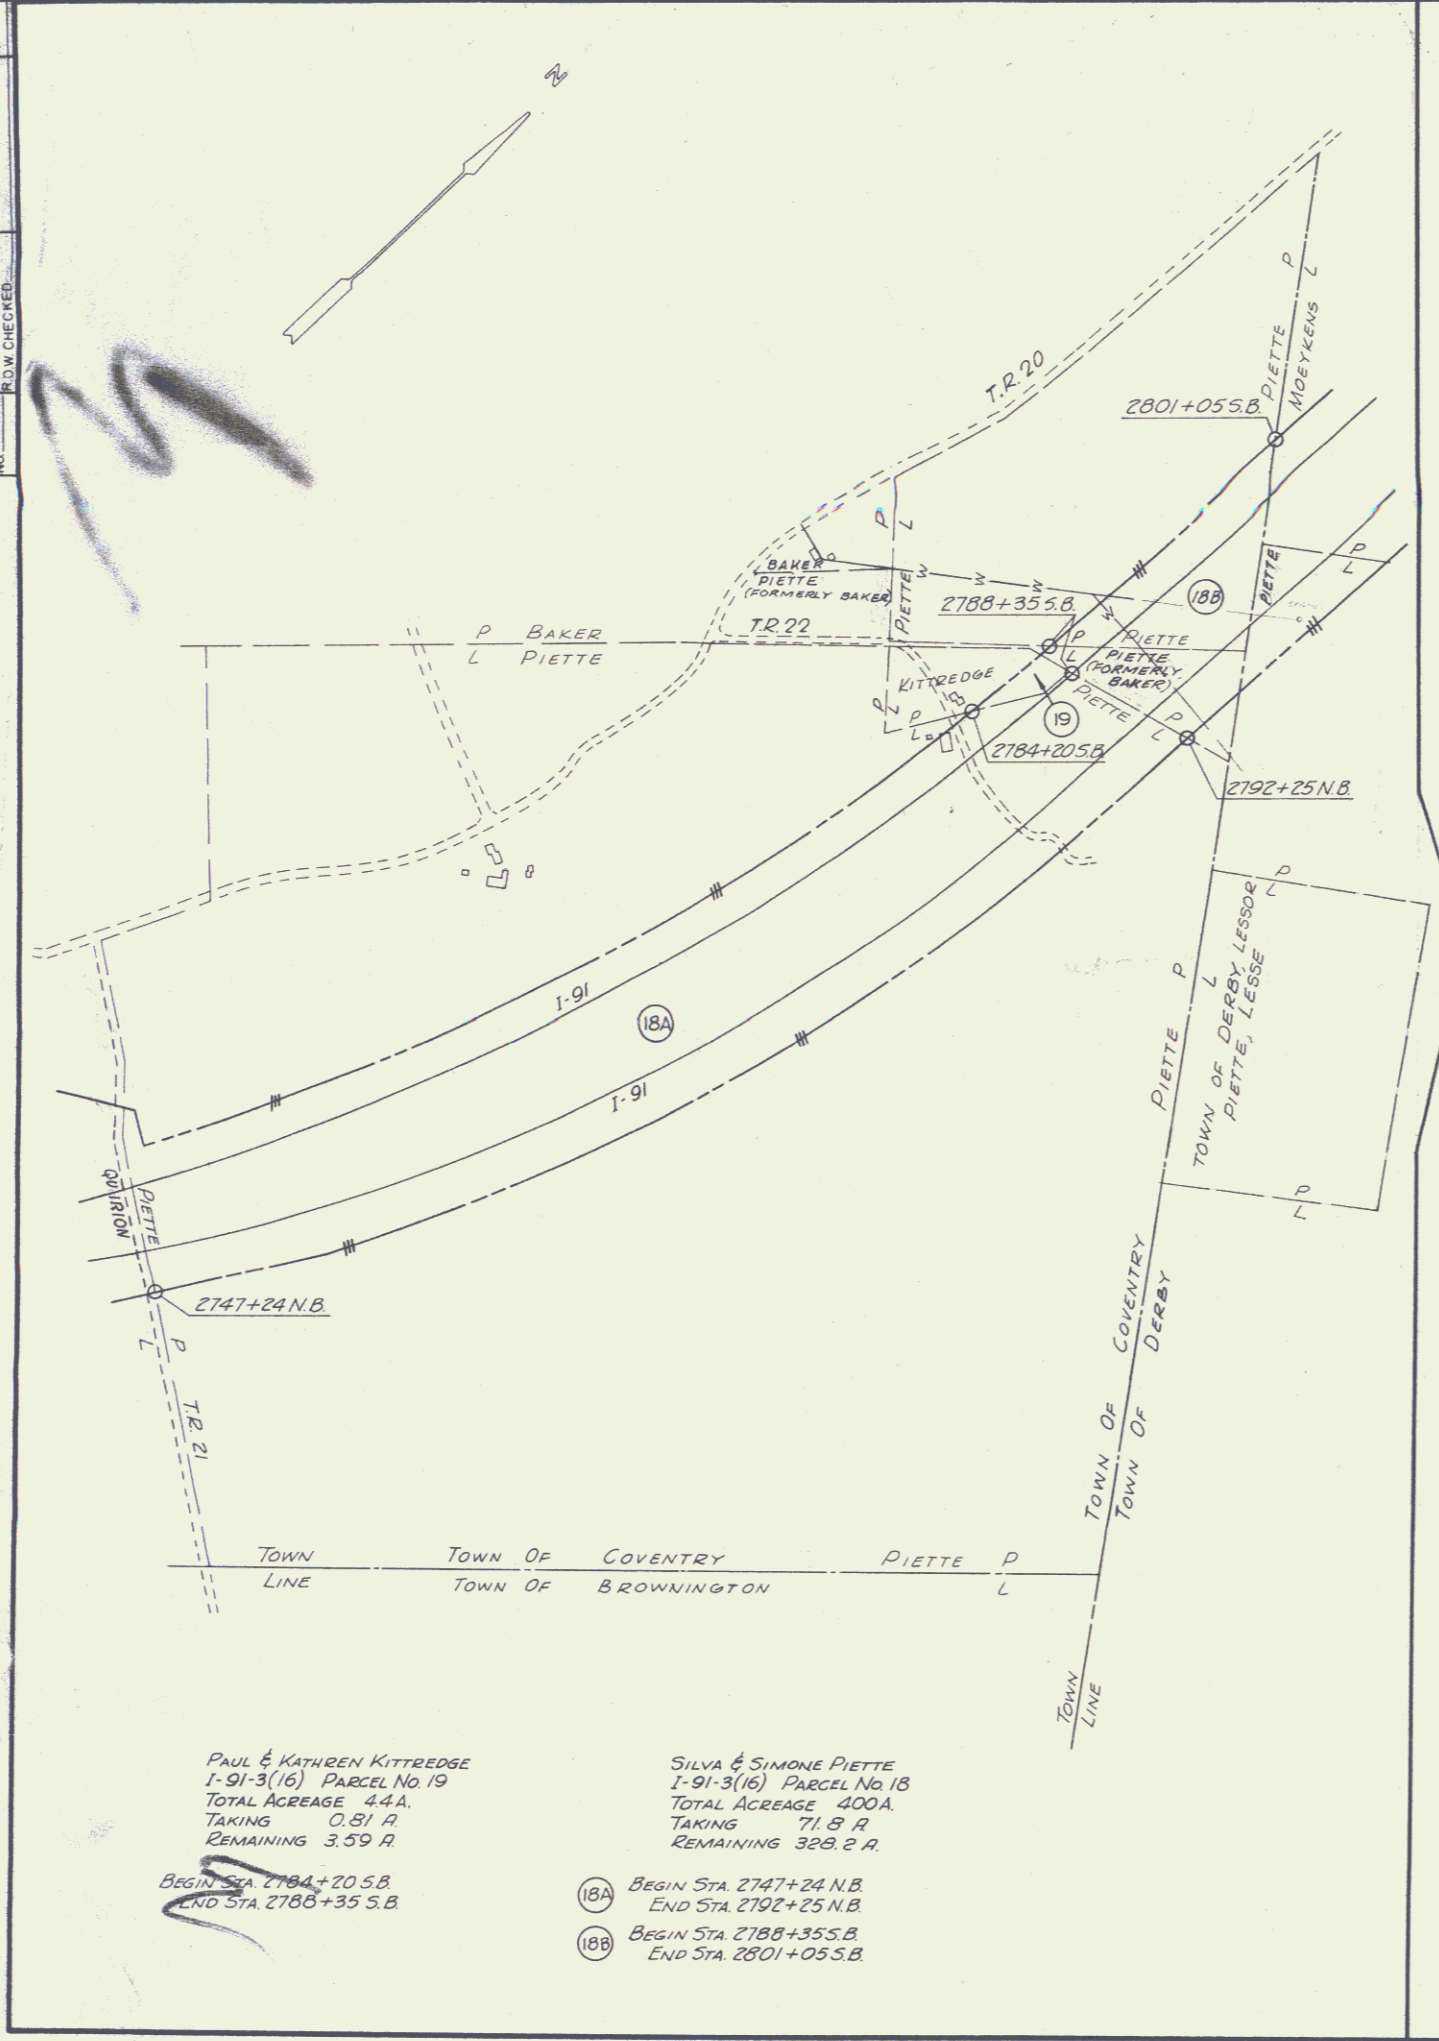 R.O.W. CHECKED
NO.
N
T.R. 20
PIETTE P
MOEYKENS L
2801+05 S.B.
P
L
BAKER
PIETTE
(FORMERLY BAKER)
PIETTE
W W W W
18B
PIETTE
P
L
2788+35 S.B.
T.R. 22
P BAKER
L PIETTE
P PIETTE
L PIETTE
(FORMERLY
BAKER)
KITTREDGE
P
L
P
L
19
PIETTE P
L
2784+20 S.B.
2792+25 N.B.
P
L
I-91
18A
I-91
PIETTE P
L
TOWN OF DERBY, LESSOR
PIETTE, LESSE
P
L
PIETTE
QUIRION
2747+24 N.B.
P
L
T.R. 21
TOWN OF COVENTRY
TOWN OF DERBY
TOWN TOWN OF COVENTRY PIETTE P
LINE TOWN OF BROWNINGTON L
TOWN
LINE
PAUL & KATHREN KITTREDGE
I-91-3(16) PARCEL No. 19
TOTAL ACREAGE 4.4 A.
TAKING 0.81 A.
REMAINING 3.59 A.
BEGIN STA. 2784+20 S.B.
END STA. 2788+35 S.B.
SILVA & SIMONE PIETTE
I-91-3(16) PARCEL No. 18
TOTAL ACREAGE 400 A.
TAKING 71.8 A
REMAINING 328.2 A.
18A BEGIN STA. 2747+24 N.B.
END STA. 2792+25 N.B.
18B BEGIN STA. 2788+35 S.B.
END STA. 2801+05 S.B.